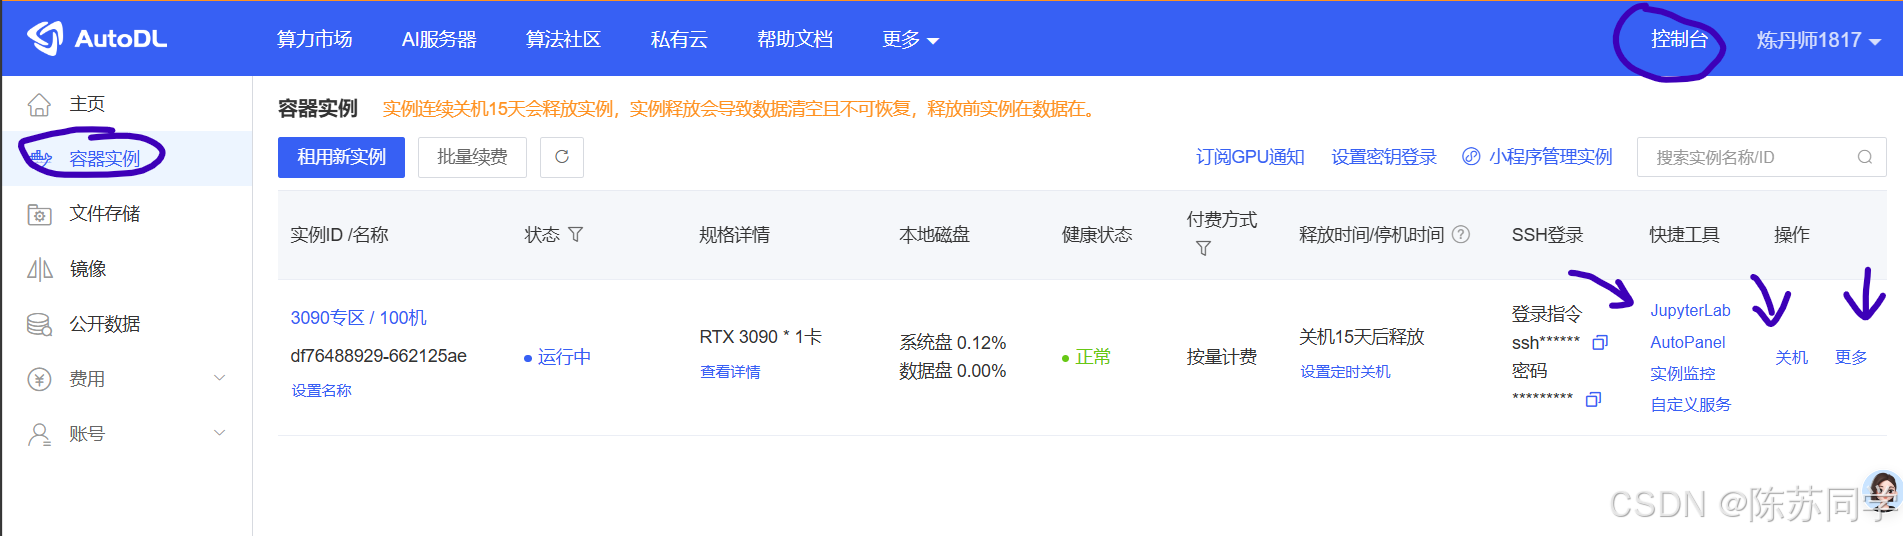 AutoDL 算力市场 AI服务器 算法社区 私有云 帮助文档 更多 控制台 炼丹师1817
主页
容器实例
文件存储
镜像
公开数据
费用
账号
容器实例 实例连续关机15天会释放实例，实例释放会导致数据清空且不可恢复，释放前实例在数据在。
租用新实例 批量续费 订阅GPU通知 设置密钥登录 小程序管理实例 搜索实例名称/ID
实例ID /名称 状态 规格详情 本地磁盘 健康状态 付费方式 释放时间/停机时间 SSH登录 快捷工具 操作
3090专区 / 100机
df76488929-662125ae
设置名称
运行中
RTX 3090 * 1卡
查看详情
系统盘 0.12%
数据盘 0.00%
正常
按量计费
关机15天后释放
设置定时关机
登录指令
ssh******
密码
*********
JupyterLab
AutoPanel
实例监控
自定义服务
关机 更多
CSDN @陈苏同学